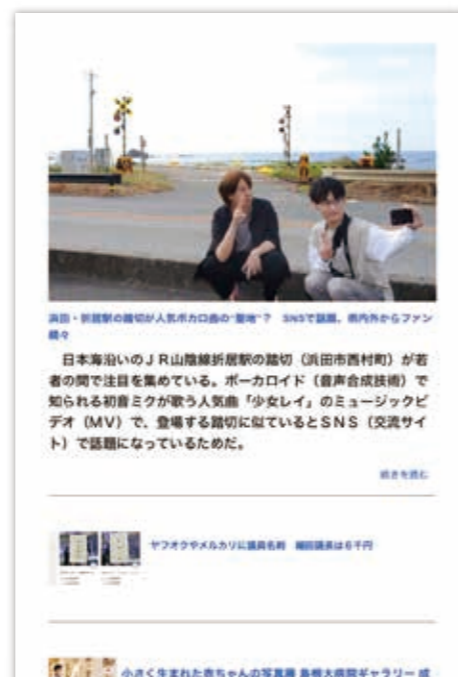 浜田・折居駅の踏切が人気ボカロ曲の“聖地”？　SNSで話題、県内外からファン
続々
　日本海沿いのＪＲ山陰線折居駅の踏切（浜田市西村町）が若
者の間で注目を集めている。ボーカロイド（音声合成技術）で
知られる初音ミクが歌う人気曲「少女レイ」のミュージックビ
デオ（ＭＶ）で、登場する踏切に似ているとＳＮＳ（交流サイ
ト）で話題になっているためだ。
続きを読む
ヤフオクやメルカリに議員名刺　細田議長は６千円
小さく生まれた赤ちゃんの写真展 島根大病院ギャラリー 成